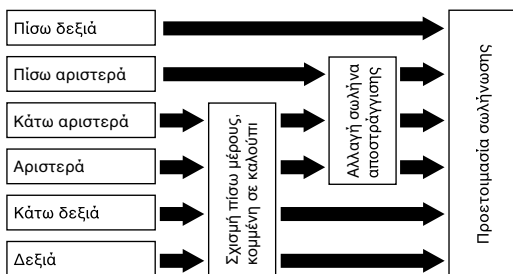 Πίσω δεξιά
Πίσω αριστερά
Κάτω αριστερά
Αριστερά
Κάτω δεξιά
Δεξιά
Σχισμή πίσω μέρους,
κομμένη σε καλούπι
Αλλαγή σωλήνα
αποστράγγισης
Προετοιμασία σωλήνωσης